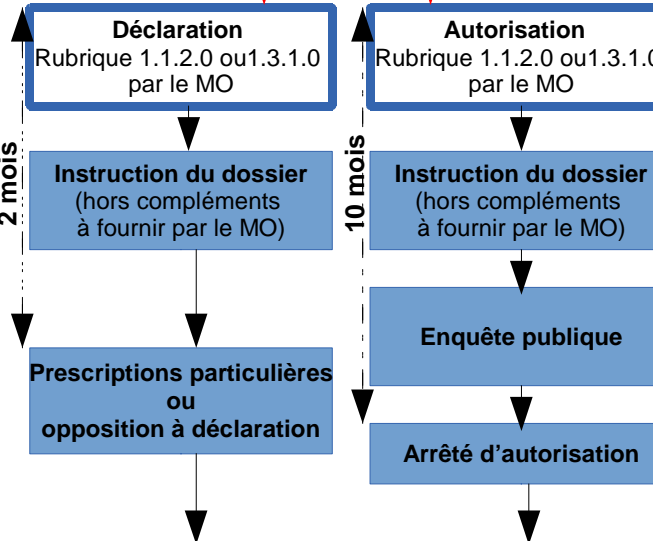 Déclaration
Rubrique 1.1.2.0 ou1.3.1.0
par le MO
2 mois
Instruction du dossier
(hors compléments
à fournir par le MO)
Prescriptions particulières
ou
opposition à déclaration
Autorisation
Rubrique 1.1.2.0 ou1.3.1.0
par le MO
10 mois
Instruction du dossier
(hors compléments
à fournir par le MO)
Enquête publique
Arrêté d'autorisation